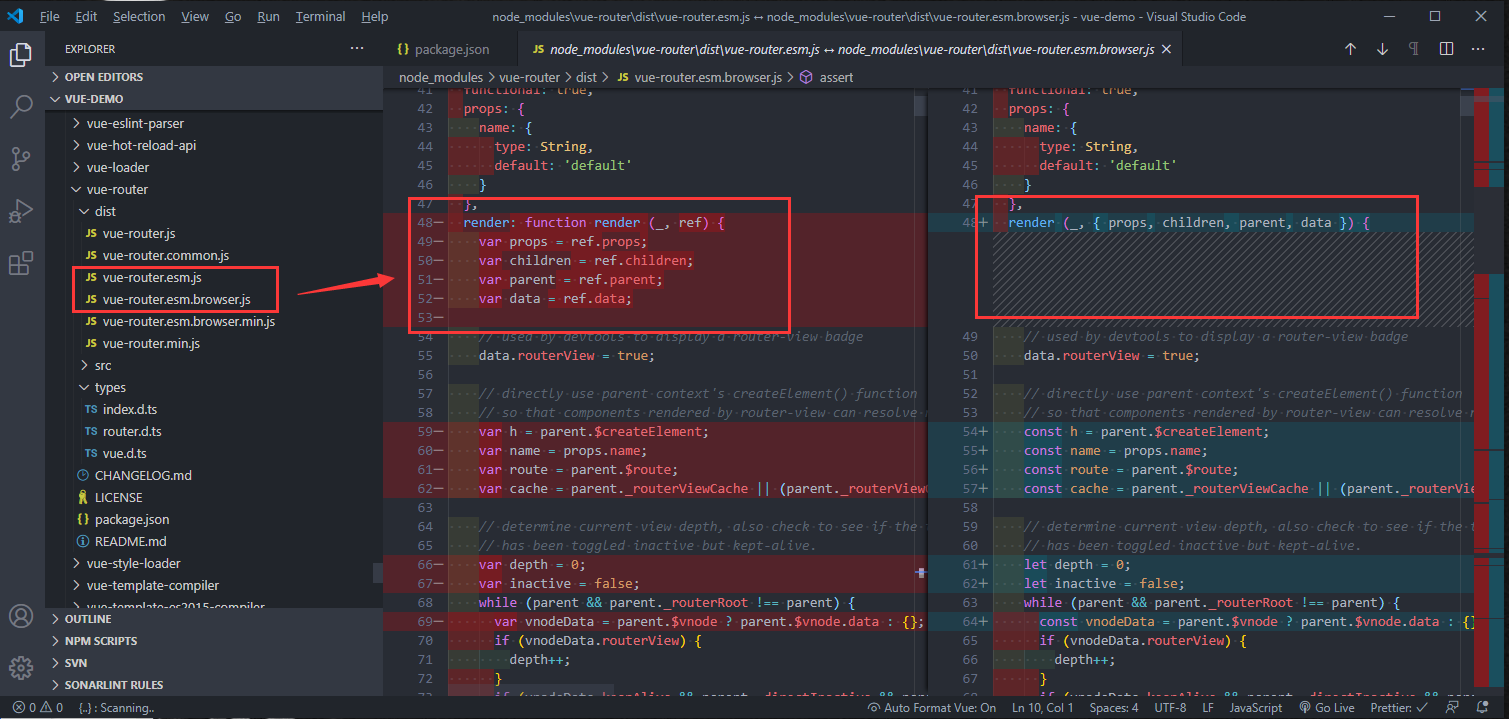 File Edit Selection View Go Run Terminal Help
node_modules\vue-router\dist\vue-router.esm.js ↔ node_modules\vue-router\dist\vue-router.esm.browser.js - vue-demo - Visual Studio Code
EXPLORER
OPEN EDITORS
VUE-DEMO
vue-eslint-parser
vue-hot-reload-api
vue-loader
vue-router
dist
JS vue-router.js
JS vue-router.common.js
JS vue-router.esm.js
JS vue-router.esm.browser.js
JS vue-router.esm.browser.min.js
JS vue-router.min.js
src
types
TS index.d.ts
TS router.d.ts
TS vue.d.ts
CHANGELOG.md
LICENSE
{} package.json
README.md
vue-style-loader
vue-template-compiler
vue-template-es2015-compiler
OUTLINE
NPM SCRIPTS
SVN
SONARLINT RULES
{} package.json
JS node_modules\vue-router\dist\vue-router.esm.js ↔ node_modules\vue-router\dist\vue-router.esm.browser.js
node_modules > vue-router > dist > JS vue-router.esm.browser.js > assert
41 functional: true,
42 props: {
43 name: {
44 type: String,
45 default: 'default'
46 }
47 },
48− render: function render (_, ref) {
49− var props = ref.props;
50− var children = ref.children;
51− var parent = ref.parent;
52− var data = ref.data;
53−
54 // used by devtools to display a router-view badge
55 data.routerView = true;
56
57 // directly use parent context's createElement() function
58 // so that components rendered by router-view can resolve
59− var h = parent.$createElement;
60− var name = props.name;
61− var route = parent.$route;
62− var cache = parent._routerViewCache || (parent._routerView
63
64 // determine current view depth, also check to see if the
65 // has been toggled inactive but kept-alive.
66− var depth = 0;
67− var inactive = false;
68 while (parent && parent._routerRoot !== parent) {
69− var vnodeData = parent.$vnode ? parent.$vnode.data : {};
70 if (vnodeData.routerView) {
71 depth++;
72 }
73 if (vnodeData.keepAlive && parent._directInactive &&
41 functional: true,
42 props: {
43 name: {
44 type: String,
45 default: 'default'
46 }
47 },
48+ render (_, { props, children, parent, data }) {
49 // used by devtools to display a router-view badge
50 data.routerView = true;
51
52 // directly use parent context's createElement() function
53 // so that components rendered by router-view can resolve
54+ const h = parent.$createElement;
55+ const name = props.name;
56+ const route = parent.$route;
57+ const cache = parent._routerViewCache || (parent._routerVie
58
59 // determine current view depth, also check to see if the
60 // has been toggled inactive but kept-alive.
61+ let depth = 0;
62+ let inactive = false;
63 while (parent && parent._routerRoot !== parent) {
64+ const vnodeData = parent.$vnode ? parent.$vnode.data : {}
65 if (vnodeData.routerView) {
66 depth++;
67 }
68 if (vnodeData.keepAlive && parent._directInactive &&
0 0 {..} : Scanning..
Auto Format Vue: On Ln 10, Col 1 Spaces: 4 UTF-8 LF JavaScript Go Live Prettier: ✓